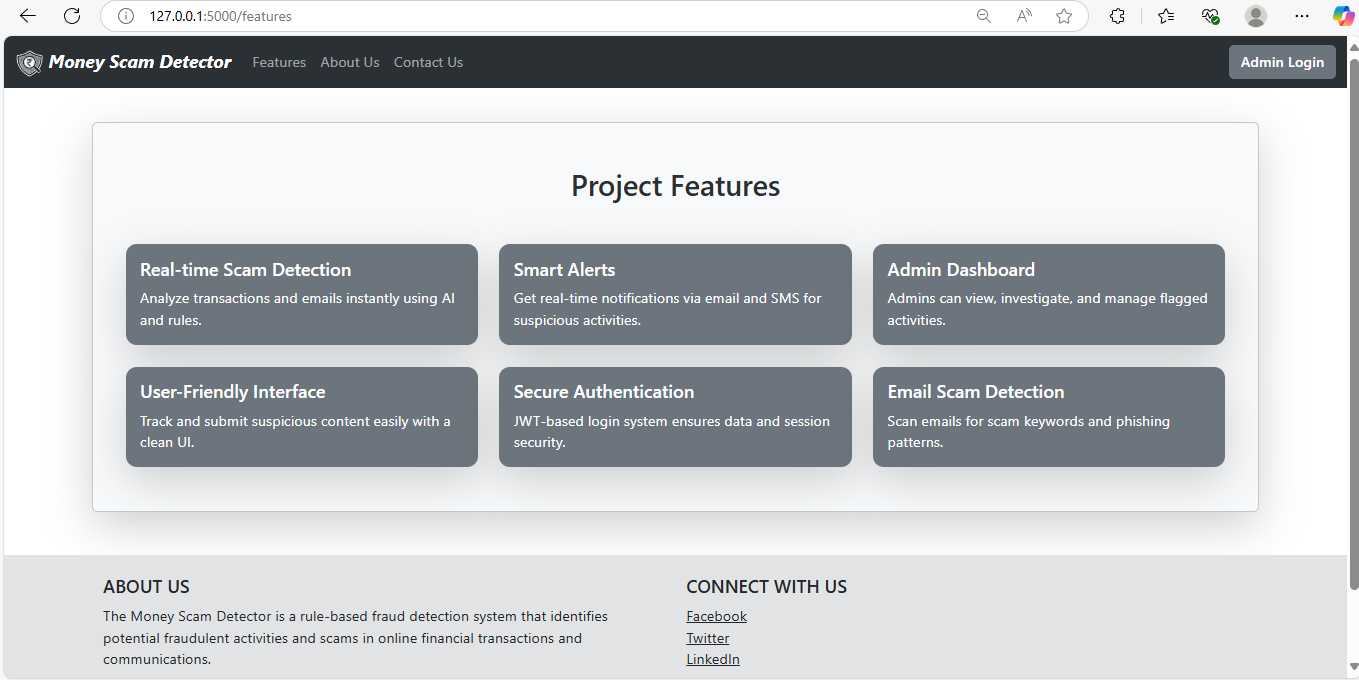 127.0.0.1:5000/features
Money Scam Detector Features About Us Contact Us Admin Login
Project Features
Real-time Scam Detection
Analyze transactions and emails instantly using AI
and rules.
Smart Alerts
Get real-time notifications via email and SMS for
suspicious activities.
Admin Dashboard
Admins can view, investigate, and manage flagged
activities.
User-Friendly Interface
Track and submit suspicious content easily with a
clean UI.
Secure Authentication
JWT-based login system ensures data and session
security.
Email Scam Detection
Scan emails for scam keywords and phishing
patterns.
ABOUT US
The Money Scam Detector is a rule-based fraud detection system that identifies
potential fraudulent activities and scams in online financial transactions and
communications.
CONNECT WITH US
Facebook
Twitter
LinkedIn